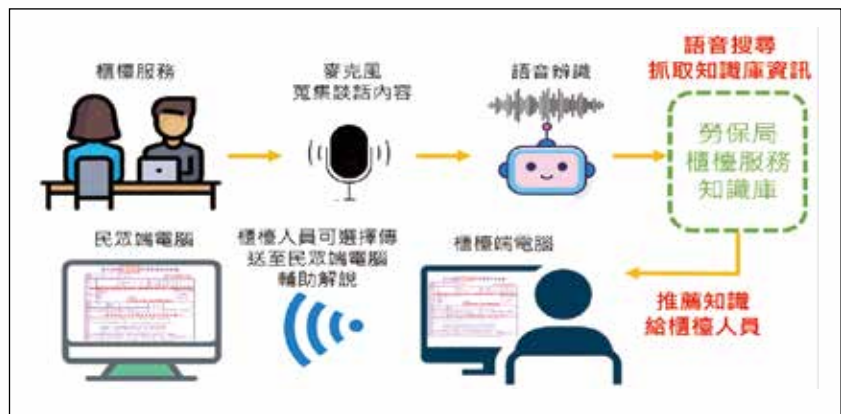 櫃檯服務
麥克風
蒐集談話內容
語音辨識
語音搜尋
抓取知識庫資訊
勞保局
櫃檯服務
知識庫
民眾端電腦
櫃檯人員可選擇傳
送至民眾端電腦
輔助解說
櫃檯端電腦
推薦知識
給櫃檯人員